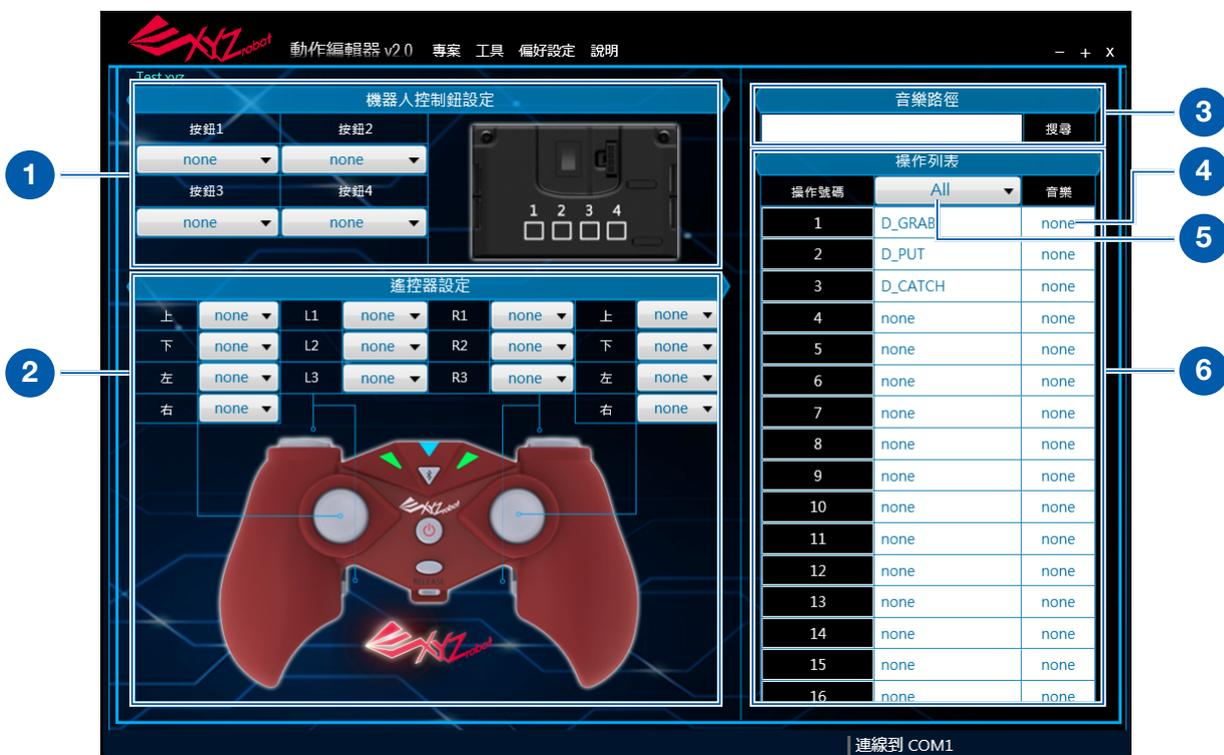 XYZrobot 動作編輯器 v2.0 專案 工具 偏好設定 說明 − + x
Test.xyz
機器人控制鈕設定
按鈕1 按鈕2
none none
按鈕3 按鈕4
none none
1 2 3 4
遙控器設定
上 none L1 none R1 none 上 none
下 none L2 none R2 none 下 none
左 none L3 none R3 none 左 none
右 none 右 none
XYZrobot
RELEASE
XYZrobot
音樂路徑
搜尋
操作列表
操作號碼 All 音樂
1 D_GRAB none
2 D_PUT none
3 D_CATCH none
4 none none
5 none none
6 none none
7 none none
8 none none
9 none none
10 none none
11 none none
12 none none
13 none none
14 none none
15 none none
16 none none
連線到 COM1
1
2
3
4
5
6